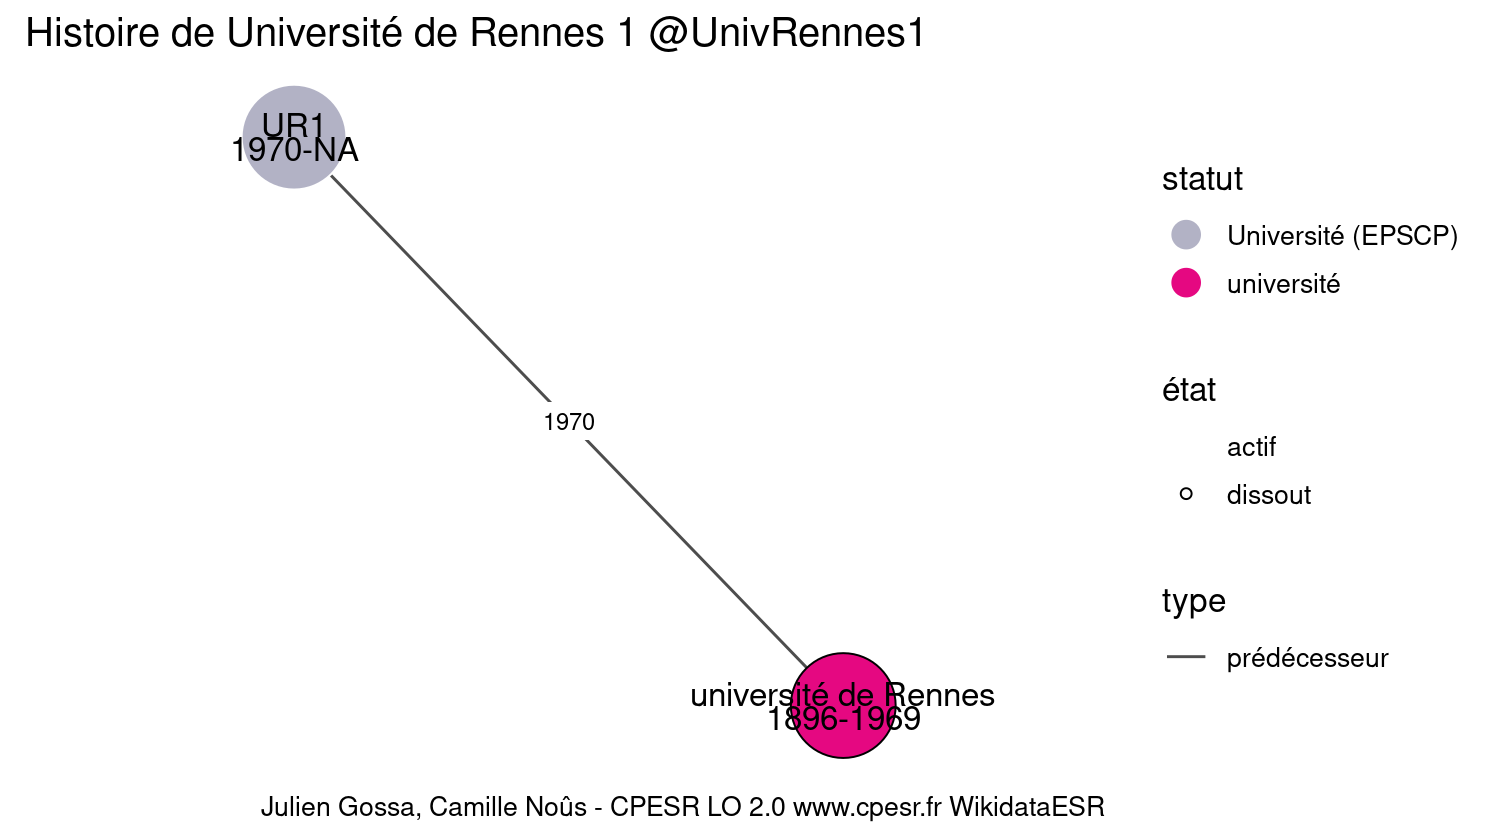 Histoire de Université de Rennes 1 @UnivRennes1
UR1
1970-NA
1970
université de Rennes
1896-1969
statut
Université (EPSCP)
université
état
actif
dissout
type
prédécesseur
Julien Gossa, Camille Noûs - CPESR LO 2.0 www.cpesr.fr WikidataESR